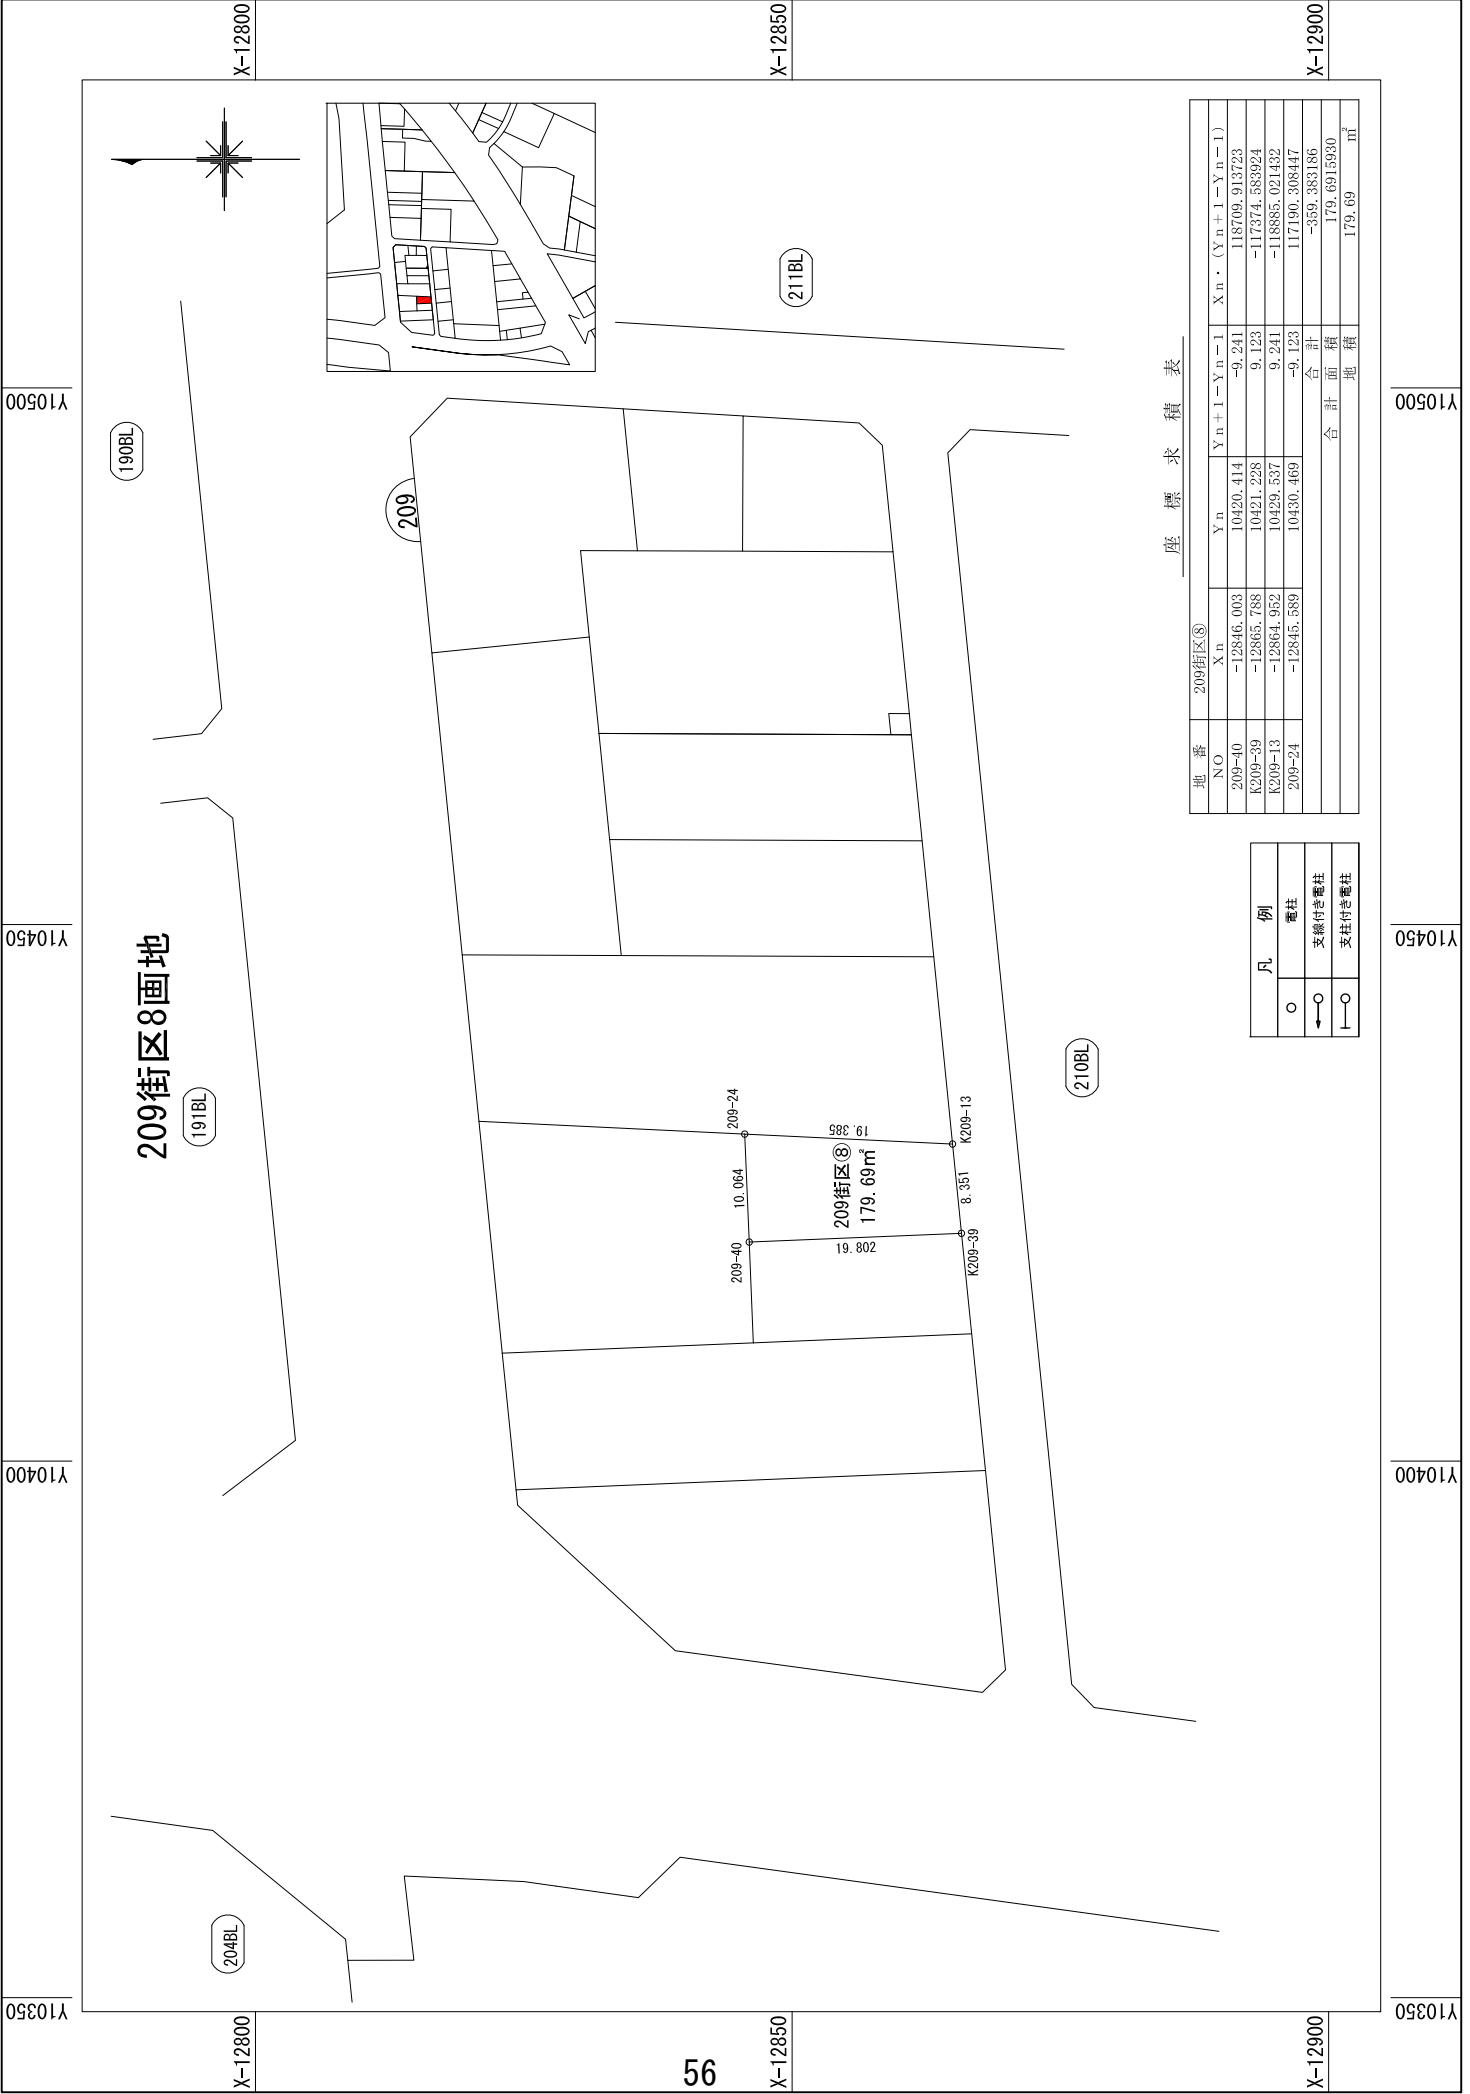 209街区8画地
Y10350
Y10400
Y10450
Y10500
X-12800
X-12800
X-12850
X-12850
X-12900
X-12900
Y10350
Y10400
Y10450
Y10500
204BL
191BL
190BL
211BL
210BL
209
209-40
10.064
209-24
19.802
209街区⑧
179.69㎡
19.385
K209-39
8.351
K209-13
凡 例
電柱
支線付き電柱
支柱付き電柱
座 標 求 積 表
地 番 209街区⑧
NO Xn Yn Yn+1-Yn-1 Xn・(Yn+1-Yn-1)
209-40 -12846.003 10420.414 -9.241 118709.913723
K209-39 -12865.788 10421.228 9.123 -117374.583924
K209-13 -12864.952 10429.537 9.241 -118885.021432
209-24 -12845.589 10430.469 -9.123 117190.308447
合 計 -359.383186
合 計 面 積 179.6915930
地 積 179.69 ㎡
56